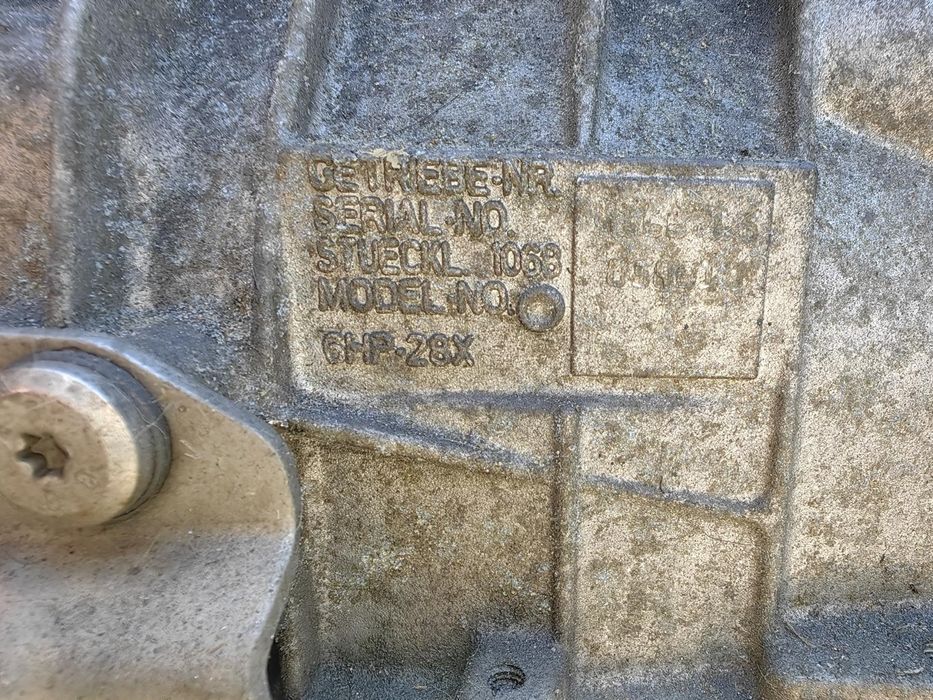 GETRIEBE-NR.
SERIAL-NO.
STUECKL. 1068
MODEL-NO.
6HP-28X